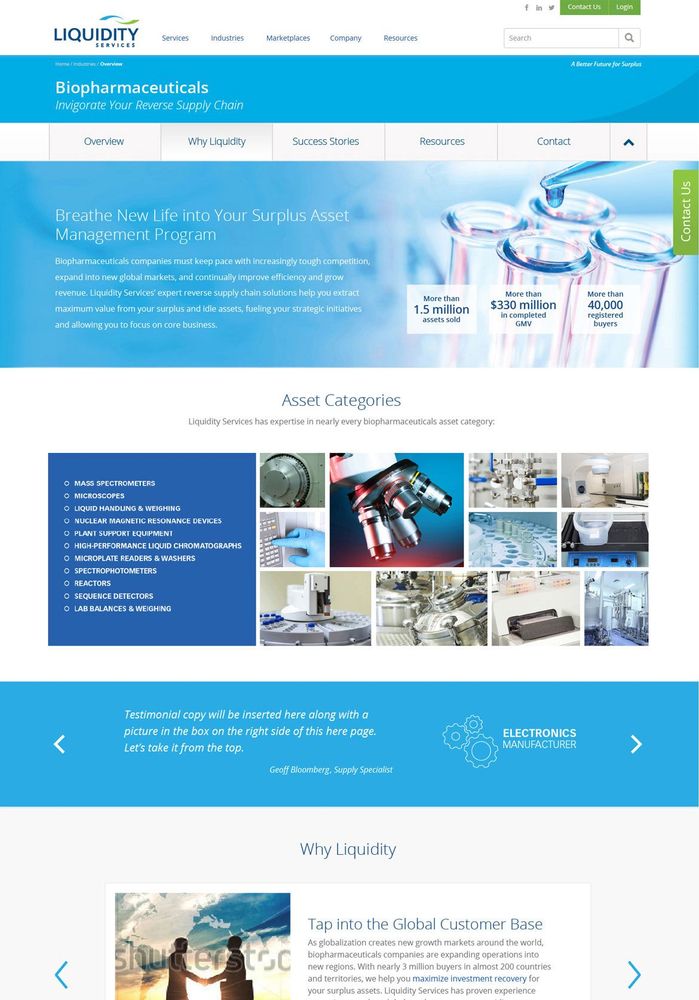 Contact Us
Login
LIQUIDITY
SERVICES
Services
Industries
Marketplaces
Company
Resources
Search
Home / Industries / Overview
A Better Future for Surplus
Biopharmaceuticals
Invigorate Your Reverse Supply Chain
Overview
Why Liquidity
Success Stories
Resources
Contact
Contact Us
Breathe New Life into Your Surplus Asset
Management Program
Biopharmaceuticals companies must keep pace with increasingly tough competition,
expand into new global markets, and continually improve efficiency and grow
revenue. Liquidity Services' expert reverse supply chain solutions help you extract
maximum value from your surplus and idle assets, fueling your strategic initiatives
and allowing you to focus on core business.
More than
1.5 million
assets sold
More than
$330 million
in completed
GMV
More than
40,000
registered
buyers
Asset Categories
Liquidity Services has expertise in nearly every biopharmaceuticals asset category:
MASS SPECTROMETERS
MICROSCOPES
LIQUID HANDLING & WEIGHING
NUCLEAR MAGNETIC RESONANCE DEVICES
PLANT SUPPORT EQUIPMENT
HIGH-PERFORMANCE LIQUID CHROMATOGRAPHS
MICROPLATE READERS & WASHERS
SPECTROPHOTOMETERS
REACTORS
SEQUENCE DETECTORS
LAB BALANCES & WEIGHING
Testimonial copy will be inserted here along with a
picture in the box on the right side of this here page.
Let's take it from the top.
Geoff Bloomberg, Supply Specialist
ELECTRONICS
MANUFACTURER
Why Liquidity
shutterstoc
Tap into the Global Customer Base
As globalization creates new growth markets around the world,
biopharmaceuticals companies are expanding operations into
new regions. With nearly 3 million buyers in almost 200 countries
and territories, we help you maximize investment recovery for
your surplus assets. Liquidity Services has proven experience